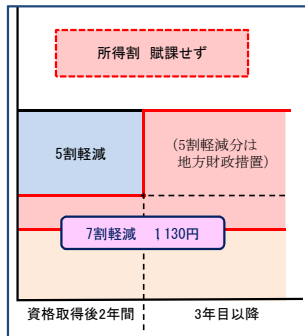 所得割 賦課せず
5割軽減
(5割軽減分は
地方財政措置)
7割軽減 1130円
資格取得後2年間
3年目以降